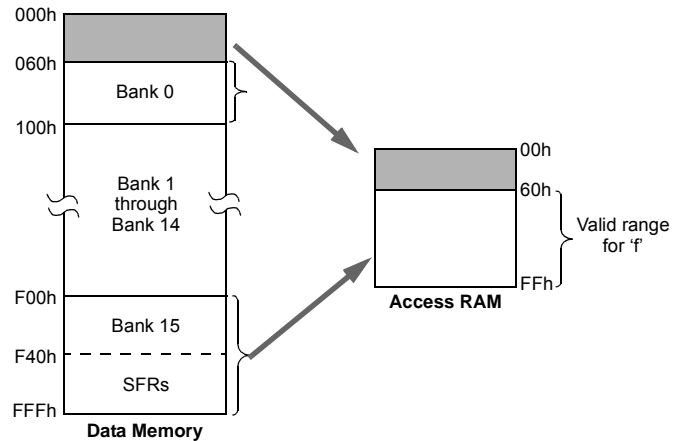 000h
060h
Bank 0
100h
Bank 1
through
Bank 14
F00h
Bank 15
F40h
SFRs
FFFh
Data Memory
00h
60h
Valid range
for ‘f’
FFh
Access RAM